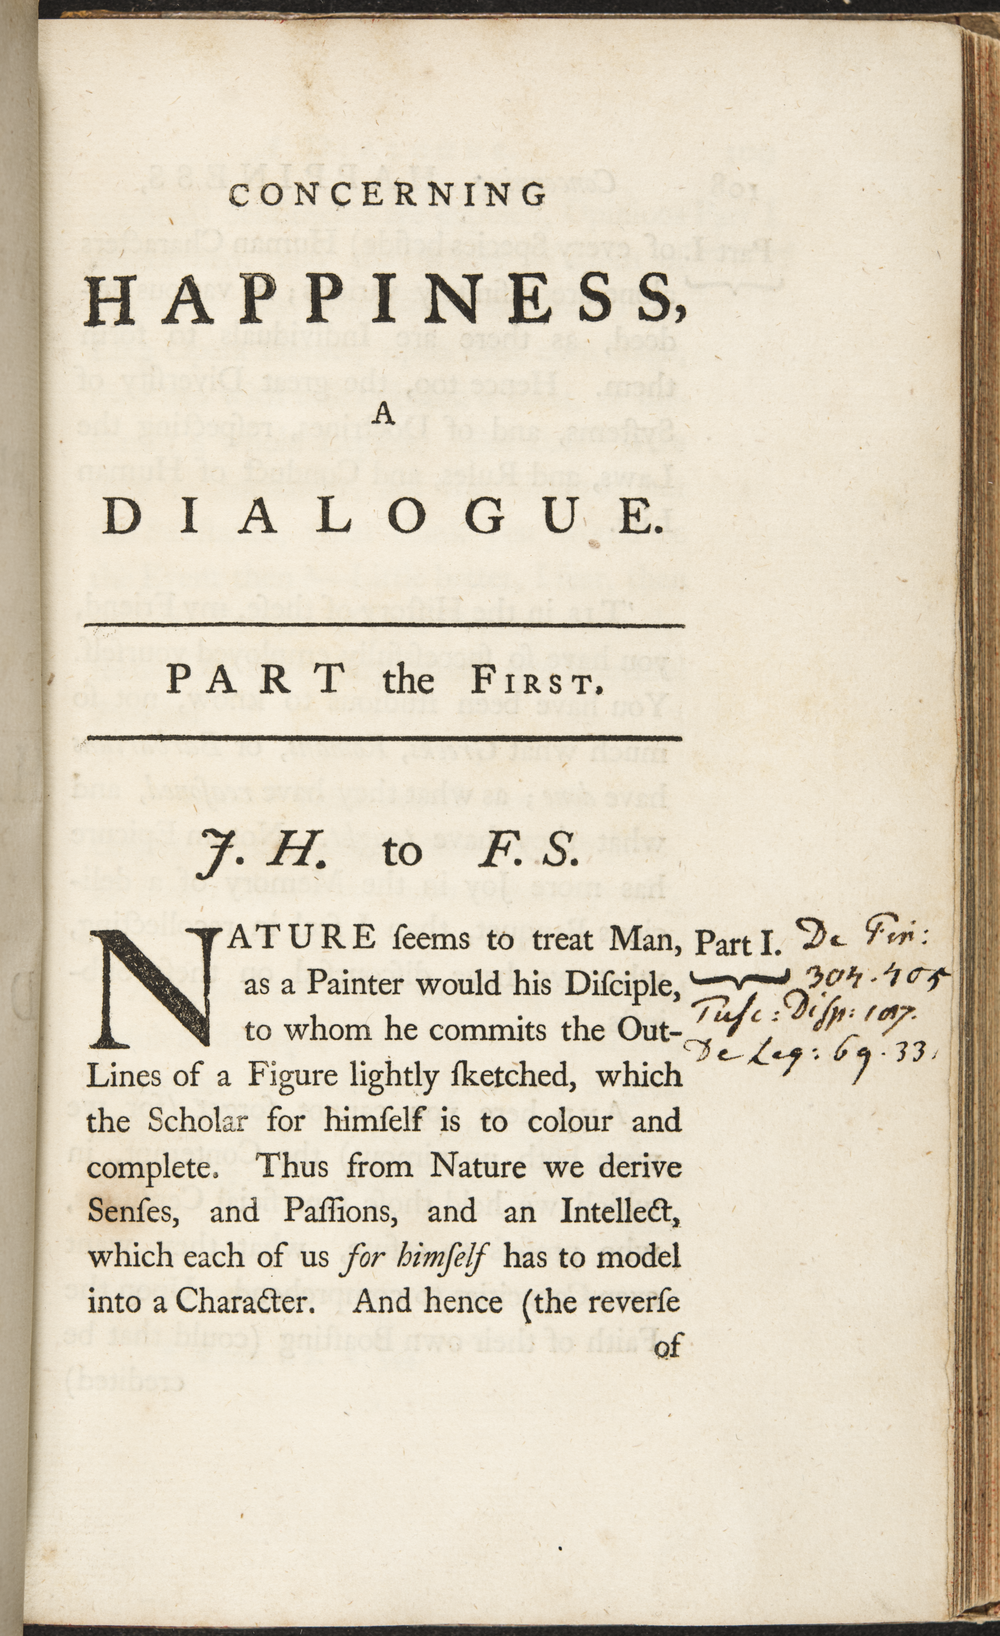 CONCERNING
HAPPINESS,
A
DIALOGUE.
PART the FIRST.
J. H. to F. S.
NATURE ſeems to treat Man,
as a Painter would his Diſciple,
to whom he commits the Out-
Lines of a Figure lightly ſketched, which
the Scholar for himſelf is to colour and
complete. Thus from Nature we derive
Senſes, and Paſſions, and an Intellect,
which each of us for himſelf has to model
into a Character. And hence (the reverſe
of
Part I.
De Fin:
304. 405
Tuſc: Diſp: 107.
De Leg: 69. 33.